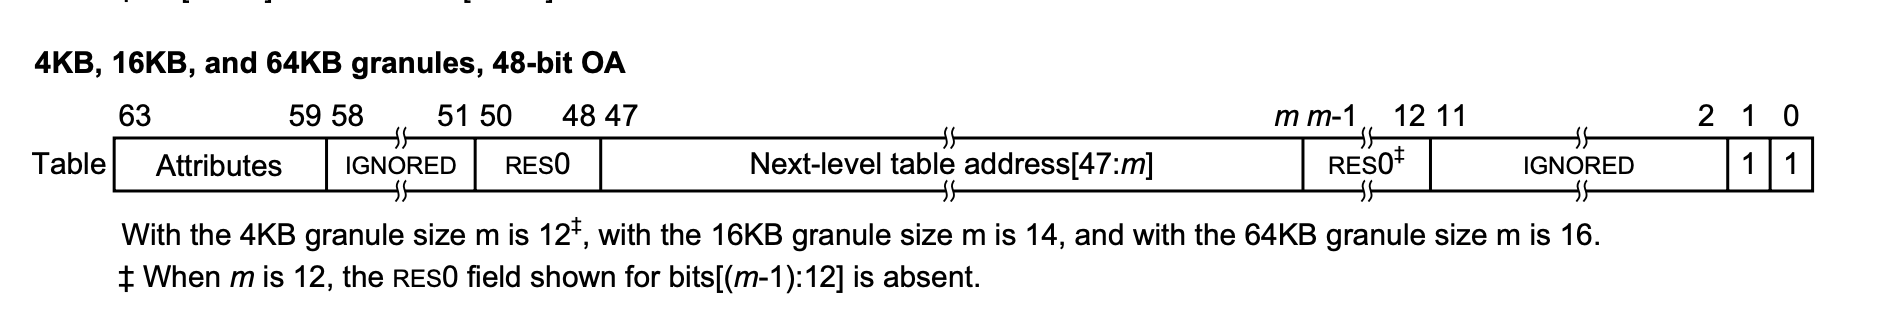 4KB, 16KB, and 64KB granules, 48-bit OA
63 59 58 51 50 48 47 m m-1 12 11 2 1 0
Table Attributes IGNORED RES0 Next-level table address[47:m] RES0‡ IGNORED 1 1
With the 4KB granule size m is 12‡, with the 16KB granule size m is 14, and with the 64KB granule size m is 16.
‡ When m is 12, the RES0 field shown for bits[(m-1):12] is absent.